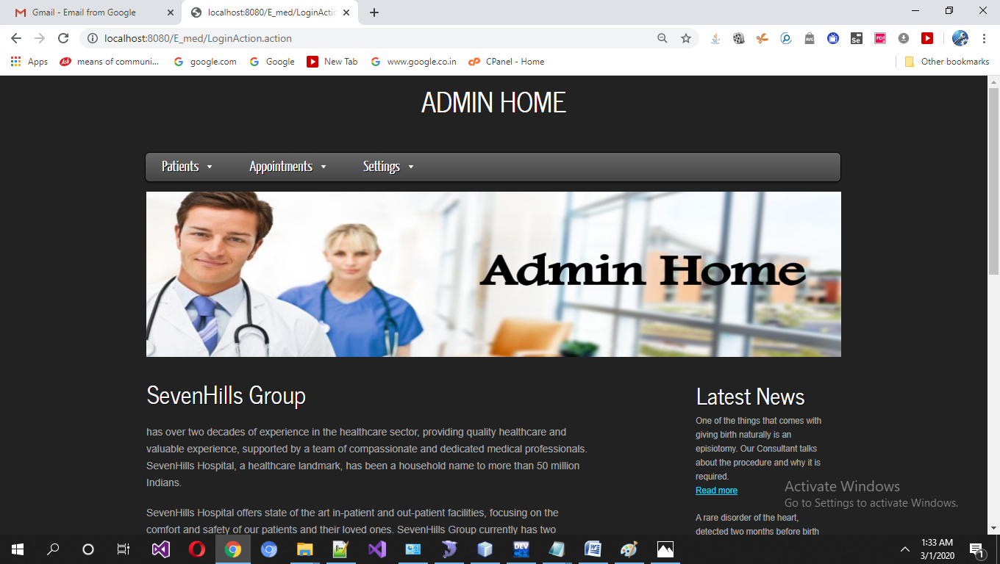 Gmail - Email from Google
localhost:8080/E_med/LoginActio
localhost:8080/E_med/LoginAction.action
AVG
Se
PDF
Apps
Ask
means of communi...
google.com
Google
New Tab
www.google.co.in
cP
CPanel - Home
Other bookmarks
ADMIN HOME
Patients
Appointments
Settings
Admin Home
SevenHills Group
has over two decades of experience in the healthcare sector, providing quality healthcare and
valuable experience, supported by a team of compassionate and dedicated medical professionals.
SevenHills Hospital, a healthcare landmark, has been a household name to more than 50 million
Indians.
SevenHills Hospital offers state of the art in-patient and out-patient facilities, focusing on the
comfort and safety of our patients and their loved ones. SevenHills Group currently has two
Latest News
One of the things that comes with
giving birth naturally is an
episiotomy. Our Consultant talks
about the procedure and why it is
required.
Read more
A rare disorder of the heart,
detected two months before birth
Activate Windows
Go to Settings to activate Windows.
DEV
W
1:33 AM
3/1/2020
1